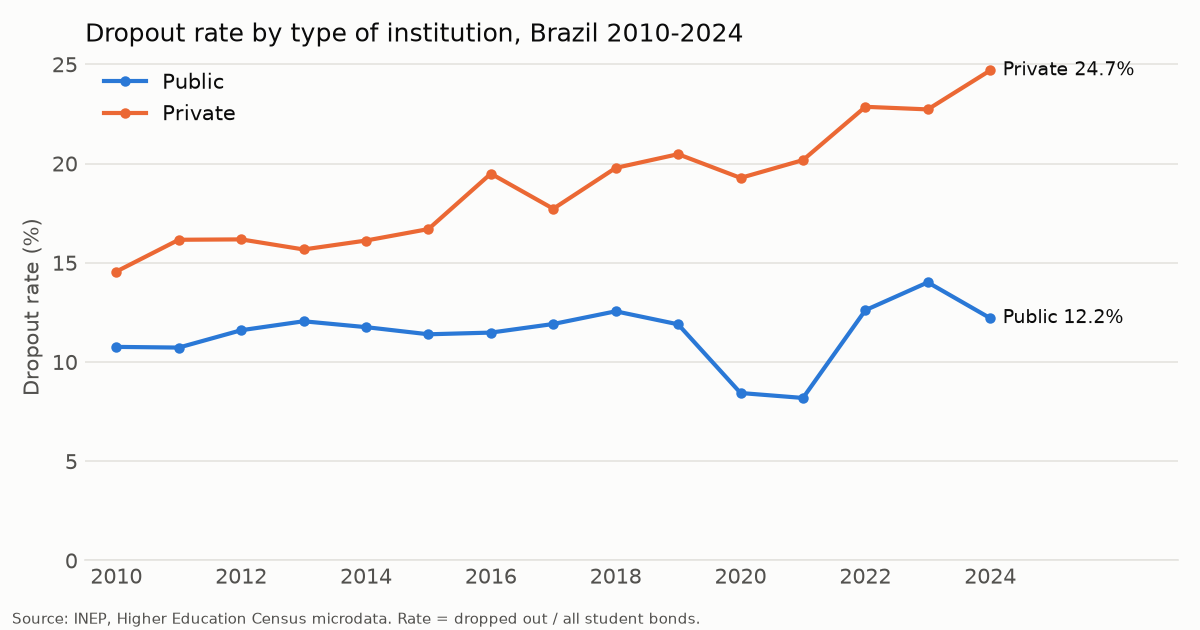 Dropout rate by type of institution, Brazil 2010-2024
Public
Private
Dropout rate (%)
25
20
15
10
5
0
Private 24.7%
Public 12.2%
2010 2012 2014 2016 2018 2020 2022 2024
Source: INEP, Higher Education Census microdata. Rate = dropped out / all student bonds.